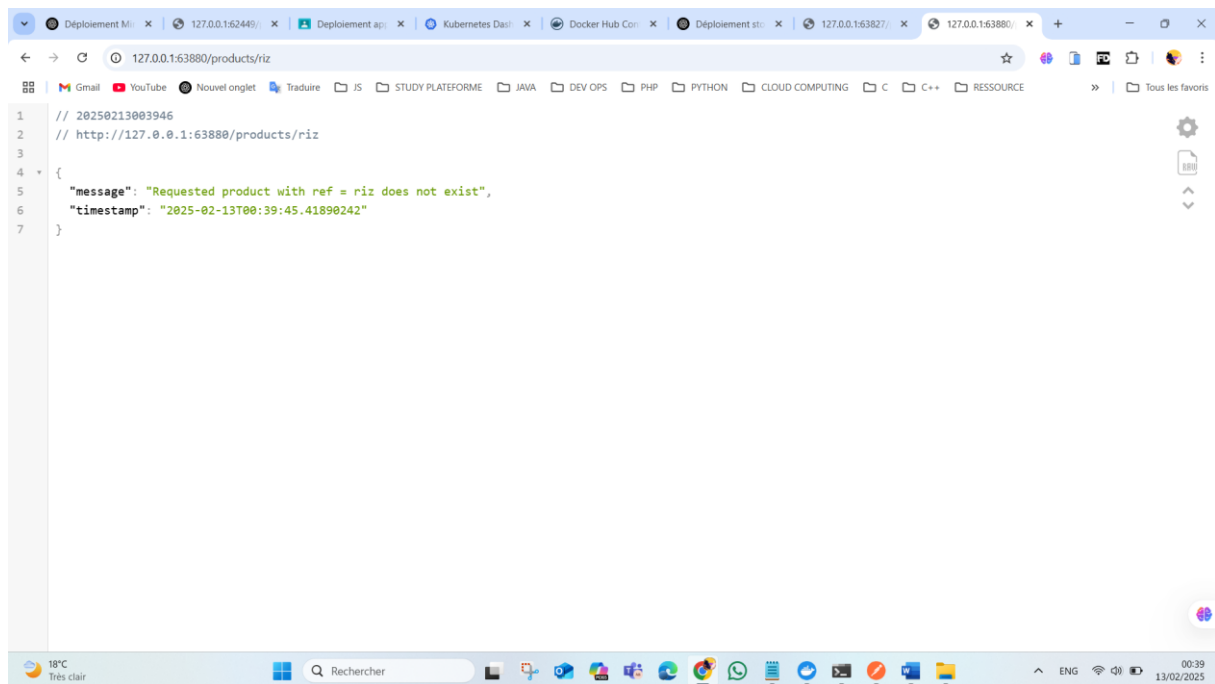 Déploiement Mi
127.0.0.1:62449/
Deploiement ap
Kubernetes Dash
Docker Hub Con
Déploiement sto
127.0.0.1:63827/
127.0.0.1:63880/
127.0.0.1:63880/products/riz
Gmail YouTube Nouvel onglet Traduire JS STUDY PLATEFORME JAVA DEV OPS PHP PYTHON CLOUD COMPUTING C C++ RESSOURCE » Tous les favoris
1 // 20250213003946
2 // http://127.0.0.1:63880/products/riz
3
4 {
5 "message": "Requested product with ref = riz does not exist",
6 "timestamp": "2025-02-13T00:39:45.41890242"
7 }
RAW
18°C
Très clair
Rechercher
ENG
00:39
13/02/2025